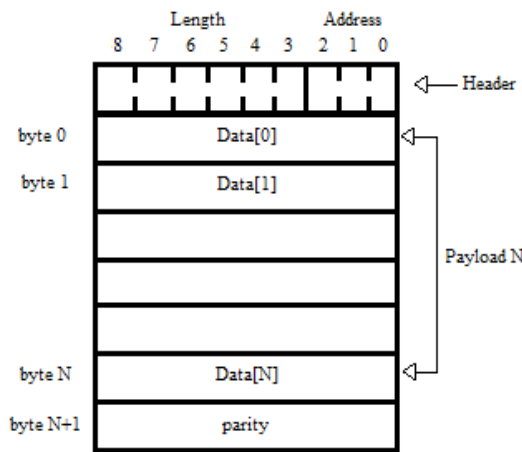 Length Address
8 7 6 5 4 3 2 1 0
Header
byte 0 Data[0]
byte 1 Data[1]
Payload N
byte N Data[N]
byte N+1 parity